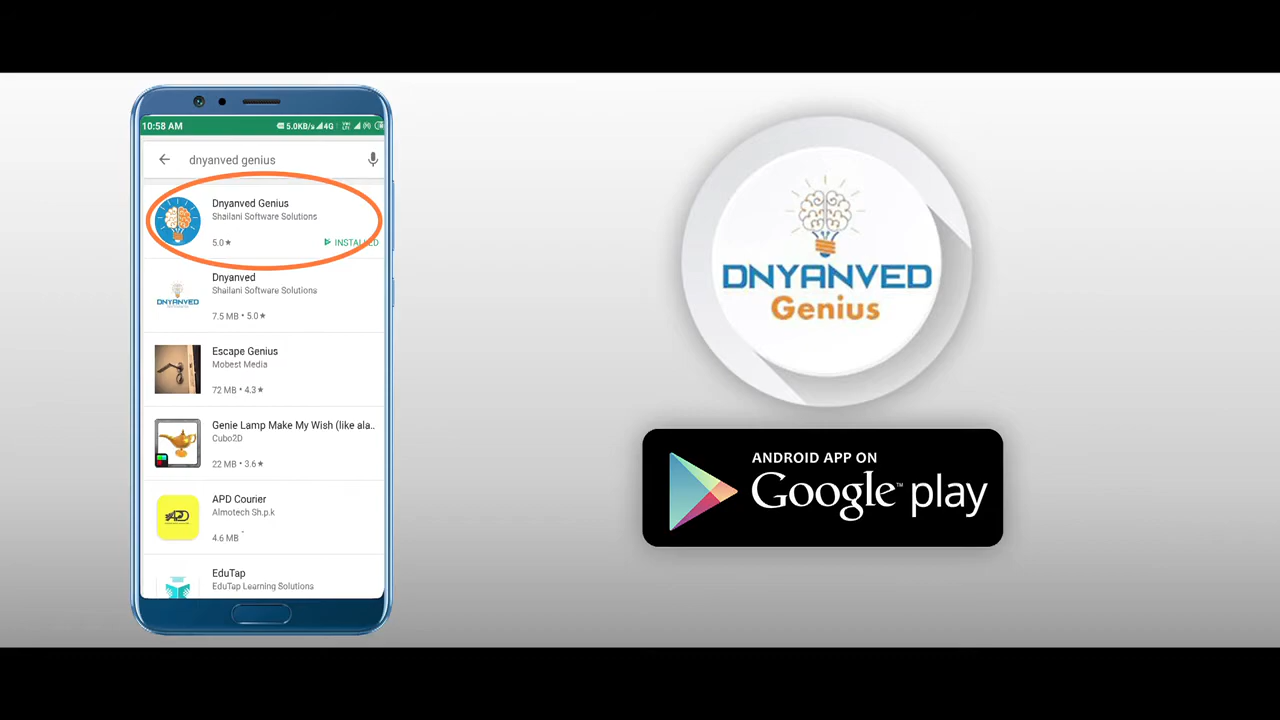 10:58 AM
5.0KB/s 4G
dnyanved genius
Dnyanved Genius
Shailani Software Solutions
5.0★
INSTALLED
Dnyanved
Shailani Software Solutions
DNYANVED
7.5 MB • 5.0★
Escape Genius
Mobest Media
72 MB • 4.3★
Genie Lamp Make My Wish (like ala..
Cubo2D
22 MB • 3.6★
APD Courier
Almotech Sh.p.k
4.6 MB
EduTap
EduTap Learning Solutions
DNYANVED
Genius
ANDROID APP ON
Google™ play